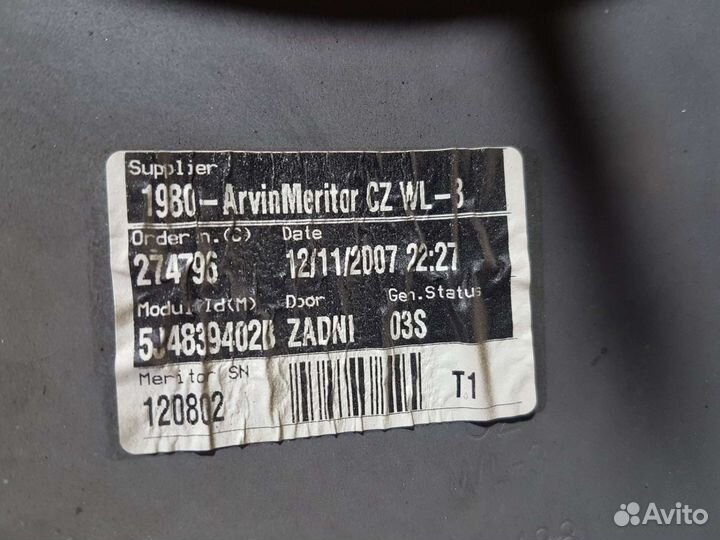 Supplier
1980-ArvinMeritor CZ WL-B
Order n.(C) Date
274796 12/11/2007 22:27
Modul Id(M) Door Gen.Status
5J4839402B ZADNI 03S
Meritor SN
120802 T1
Avito